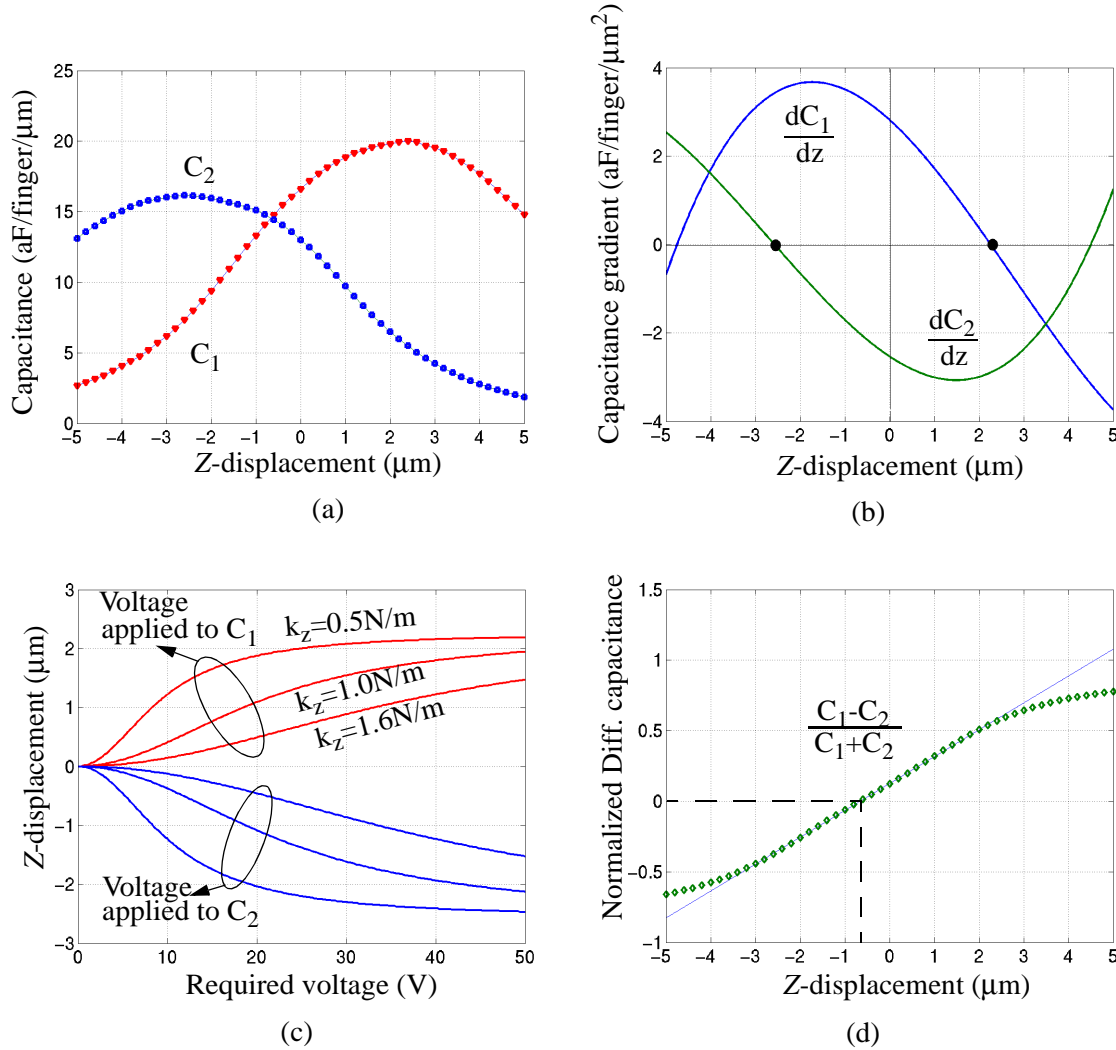 25
20
15
10
5
0
Capacitance (aF/finger/μm)
C2
C1
−5 −4 −3 −2 −1 0 1 2 3 4 5
Z-displacement (μm)
(a)
4
2
0
−2
−4
Capacitance gradient (aF/finger/μm²)
dC1
dz
dC2
dz
−5 −4 −3 −2 −1 0 1 2 3 4 5
Z-displacement (μm)
(b)
3
2
1
0
−1
−2
−3
Z-displacement (μm)
Voltage
applied to C1
kz=0.5N/m
kz=1.0N/m
kz=1.6N/m
Voltage
applied to C2
0 10 20 30 40 50
Required voltage (V)
(c)
1.5
1
0.5
0
−0.5
−1
Normalized Diff. capacitance
C1-C2
C1+C2
−5 −4 −3 −2 −1 0 1 2 3 4 5
Z-displacement (μm)
(d)